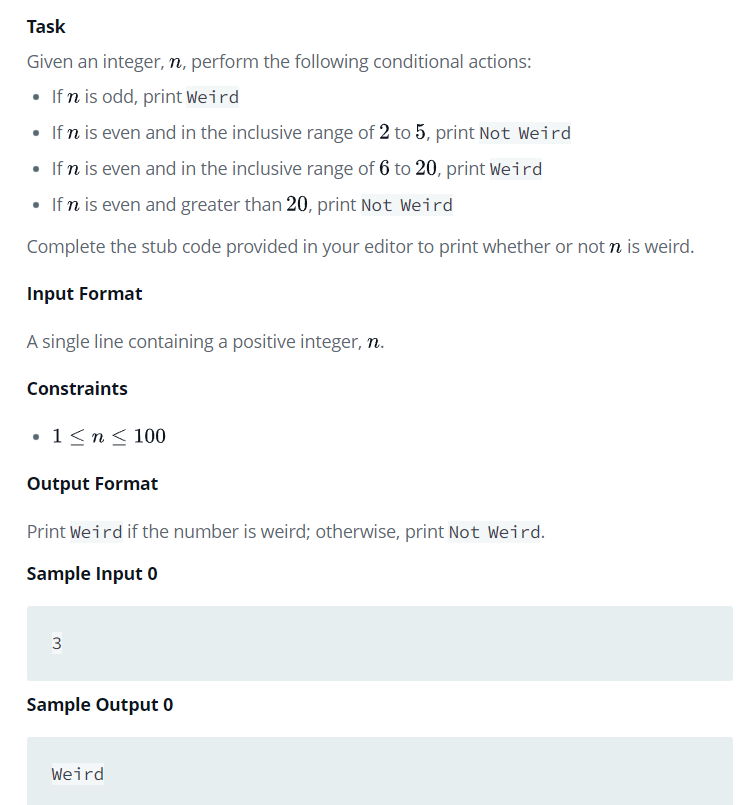 Task
Given an integer, n, perform the following conditional actions:
• If n is odd, print Weird
• If n is even and in the inclusive range of 2 to 5, print Not Weird
• If n is even and in the inclusive range of 6 to 20, print Weird
• If n is even and greater than 20, print Not Weird
Complete the stub code provided in your editor to print whether or not n is weird.
Input Format
A single line containing a positive integer, n.
Constraints
• 1 ≤ n ≤ 100
Output Format
Print Weird if the number is weird; otherwise, print Not Weird.
Sample Input 0
3
Sample Output 0
Weird